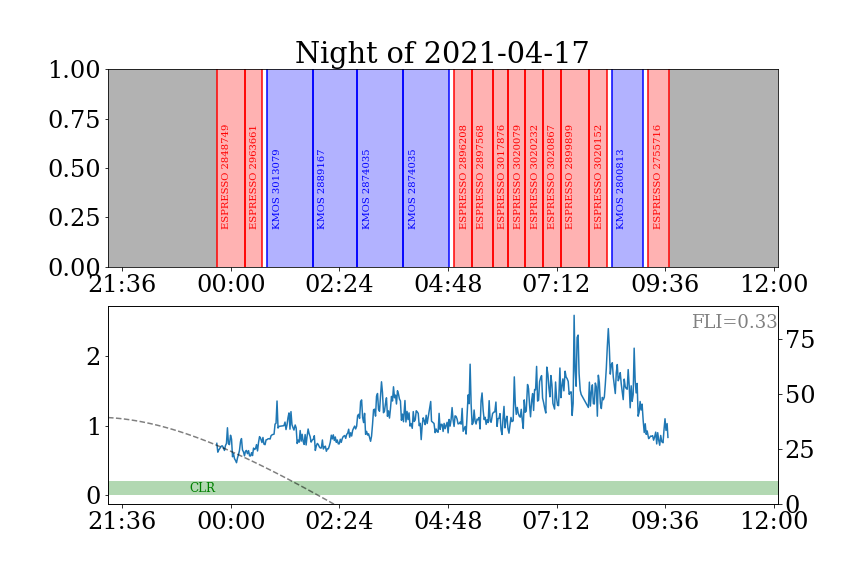 Night of 2021-04-17
1.00
0.75
0.50
0.25
0.00
ESPRESSO 2848749
ESPRESSO 2963661
KMOS 3013079
KMOS 2889167
KMOS 2874035
KMOS 2874035
ESPRESSO 2896208
ESPRESSO 2897568
ESPRESSO 3017876
ESPRESSO 3020079
ESPRESSO 3020232
ESPRESSO 3020867
ESPRESSO 2899899
ESPRESSO 3020152
KMOS 2800813
ESPRESSO 2755716
21:36 00:00 02:24 04:48 07:12 09:36 12:00
FLI=0.33
2
1
0
75
50
25
0
CLR
21:36 00:00 02:24 04:48 07:12 09:36 12:00